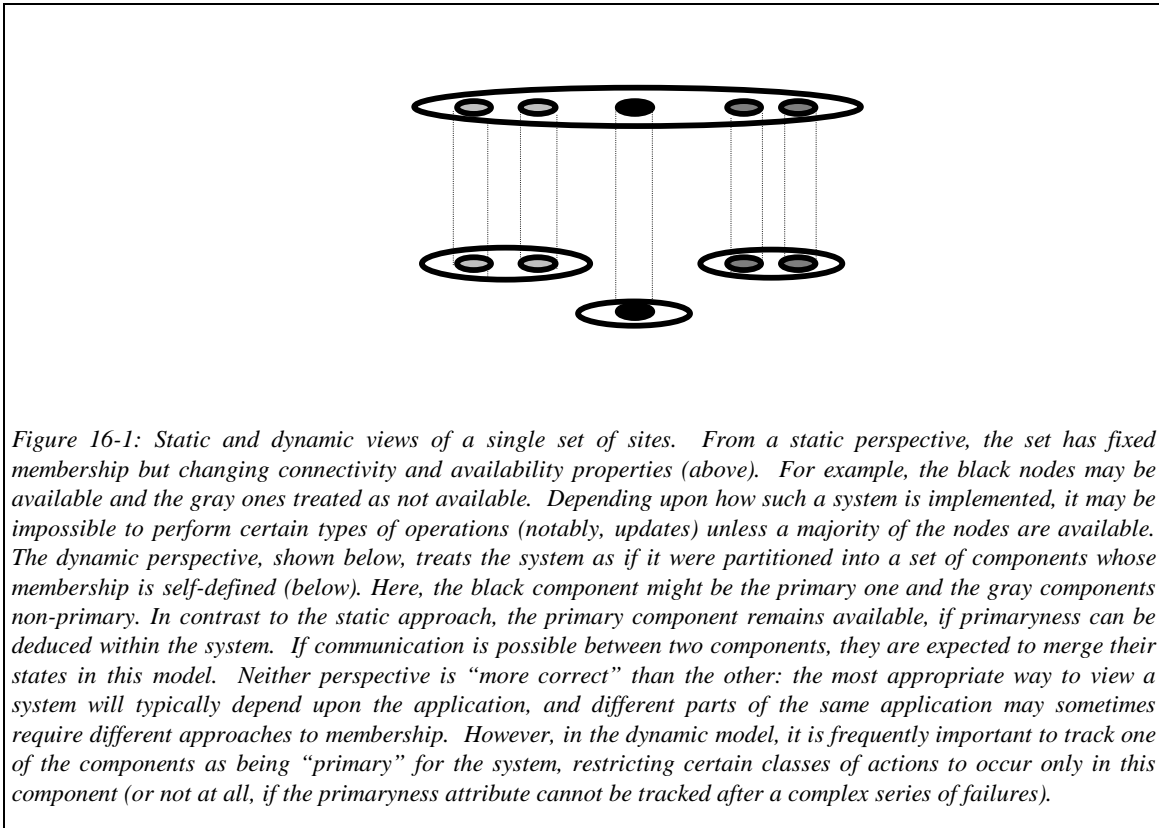 Figure 16-1: Static and dynamic views of a single set of sites. From a static perspective, the set has fixed
membership but changing connectivity and availability properties (above). For example, the black nodes may be
available and the gray ones treated as not available. Depending upon how such a system is implemented, it may be
impossible to perform certain types of operations (notably, updates) unless a majority of the nodes are available.
The dynamic perspective, shown below, treats the system as if it were partitioned into a set of components whose
membership is self-defined (below). Here, the black component might be the primary one and the gray components
non-primary. In contrast to the static approach, the primary component remains available, if primaryness can be
deduced within the system. If communication is possible between two components, they are expected to merge their
states in this model. Neither perspective is “more correct” than the other: the most appropriate way to view a
system will typically depend upon the application, and different parts of the same application may sometimes
require different approaches to membership. However, in the dynamic model, it is frequently important to track one
of the components as being “primary” for the system, restricting certain classes of actions to occur only in this
component (or not at all, if the primaryness attribute cannot be tracked after a complex series of failures).